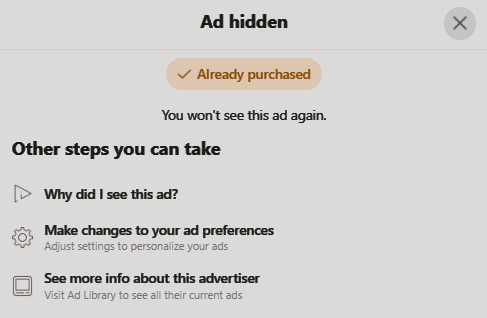 Ad hidden
Already purchased
You won't see this ad again.
Other steps you can take
Why did I see this ad?
Make changes to your ad preferences
Adjust settings to personalize your ads
See more info about this advertiser
Visit Ad Library to see all their current ads